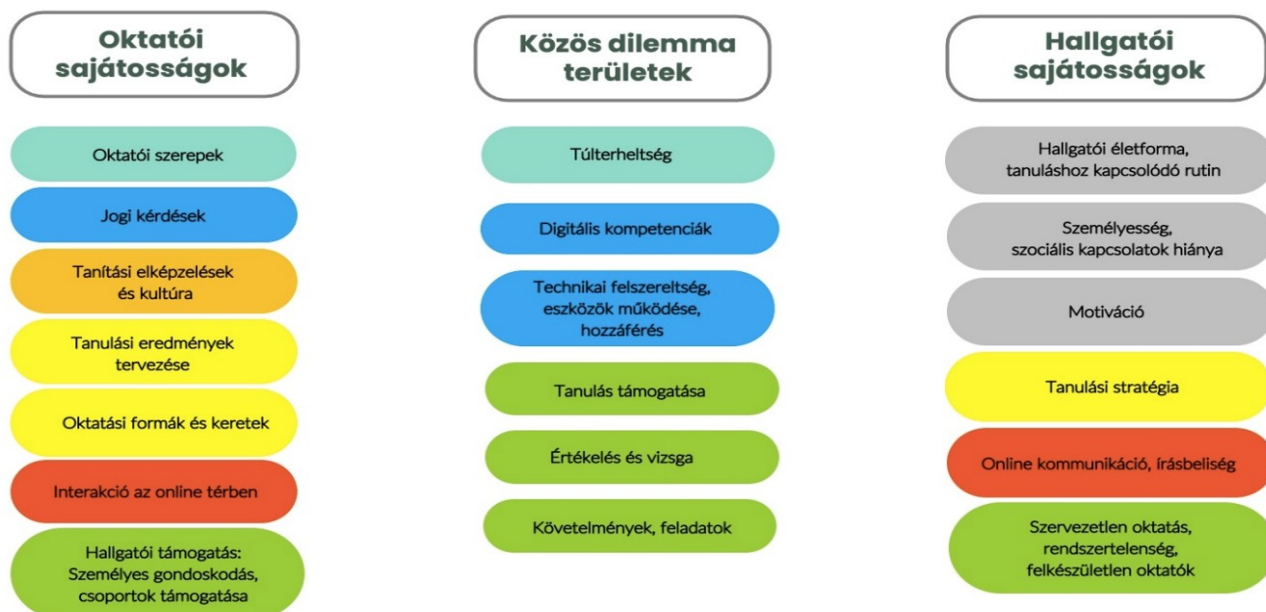 Oktatói
sajátosságok
Oktatói szerepek
Jogi kérdések
Tanítási elképzelések
és kultúra
Tanulási eredmények
tervezése
Oktatási formák és keretek
Interakció az online térben
Hallgatói támogatás:
Személyes gondoskodás,
csoportok támogatása
Közös dilemma
területek
Túlterheltség
Digitális kompetenciák
Technikai felszereltség,
eszközök működése,
hozzáférés
Tanulás támogatása
Értékelés és vizsga
Követelmények, feladatok
Hallgatói
sajátosságok
Hallgatói életforma,
tanuláshoz kapcsolódó rutin
Személyesség,
szociális kapcsolatok hiánya
Motiváció
Tanulási stratégia
Online kommunikáció, írásbeliség
Szervezetlen oktatás,
rendszertelenség,
felkészületlen oktatók